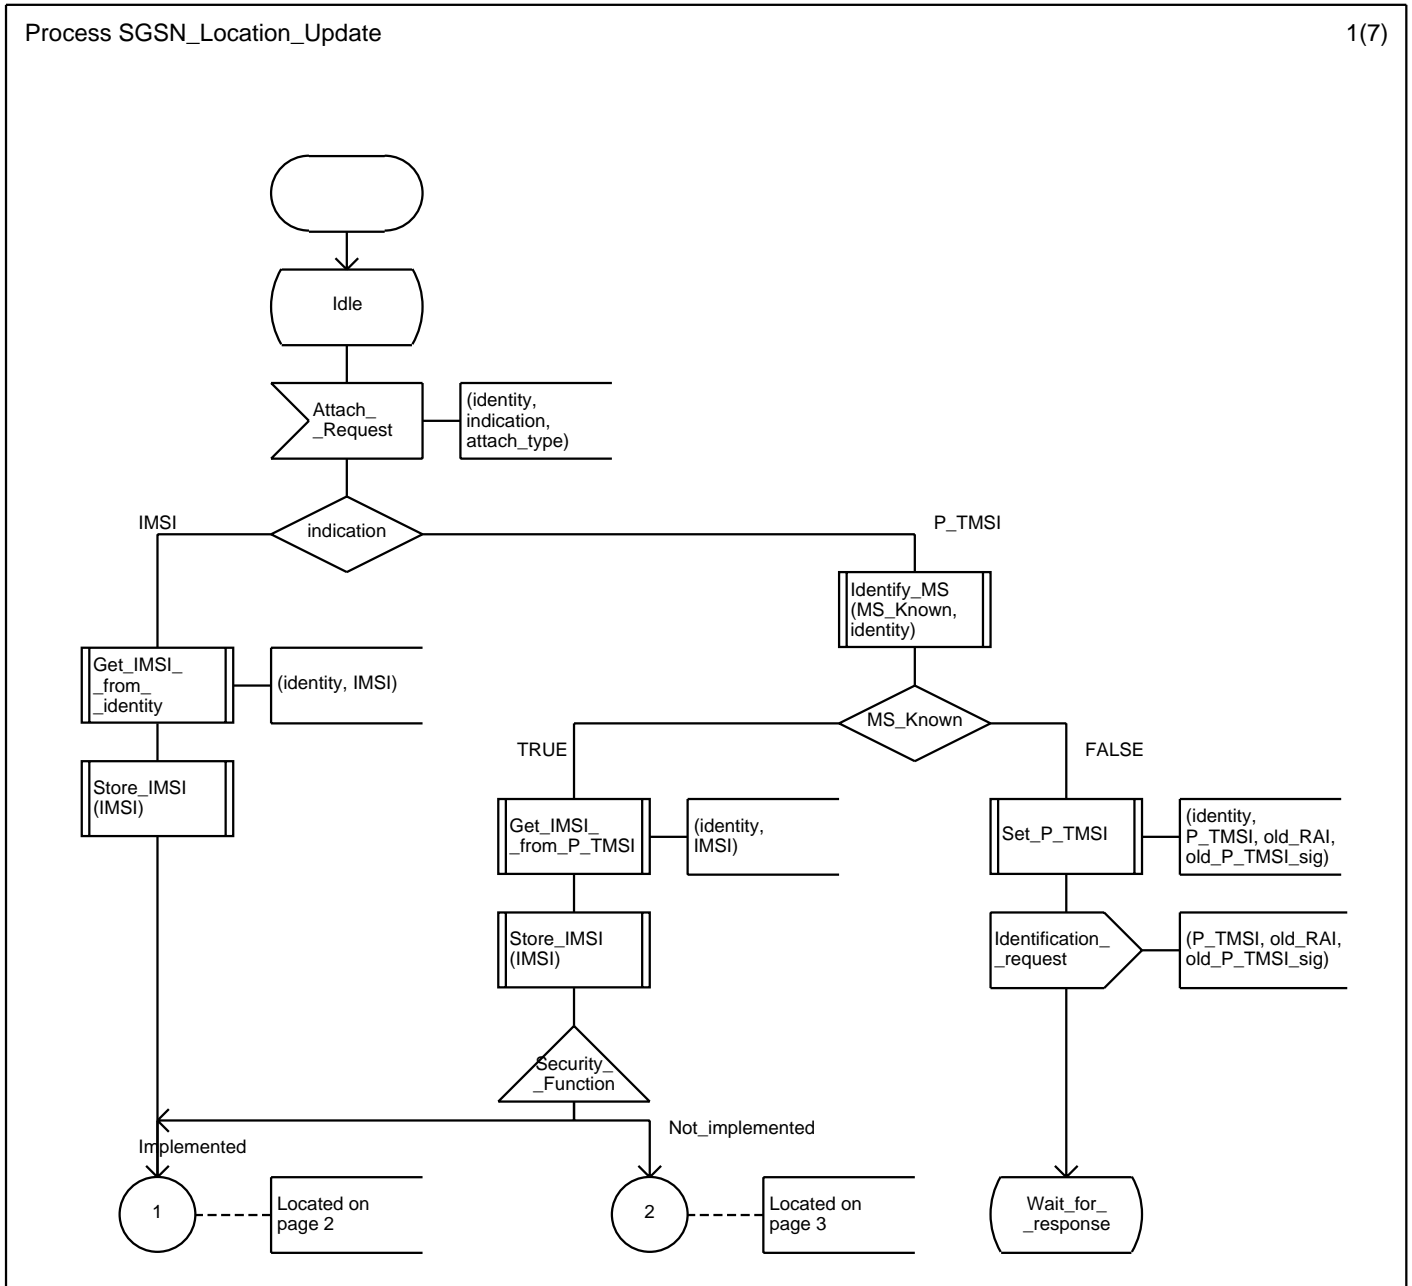 Process SGSN_Location_Update
1(7)
Idle
Attach_
_Request
(identity,
indication,
attach_type)
indication
IMSI
P_TMSI
Identify_MS
(MS_Known,
identity)
Get_IMSI_
_from_
_identity
(identity, IMSI)
MS_Known
TRUE
FALSE
Store_IMSI
(IMSI)
Get_IMSI_
_from_P_TMSI
(identity,
IMSI)
Set_P_TMSI
(identity,
P_TMSI, old_RAI,
old_P_TMSI_sig)
Store_IMSI
(IMSI)
Identification_
_request
(P_TMSI, old_RAI,
old_P_TMSI_sig)
Security_
_Function
Implemented
Not_implemented
1
Located on
page 2
2
Located on
page 3
Wait_for_
_response